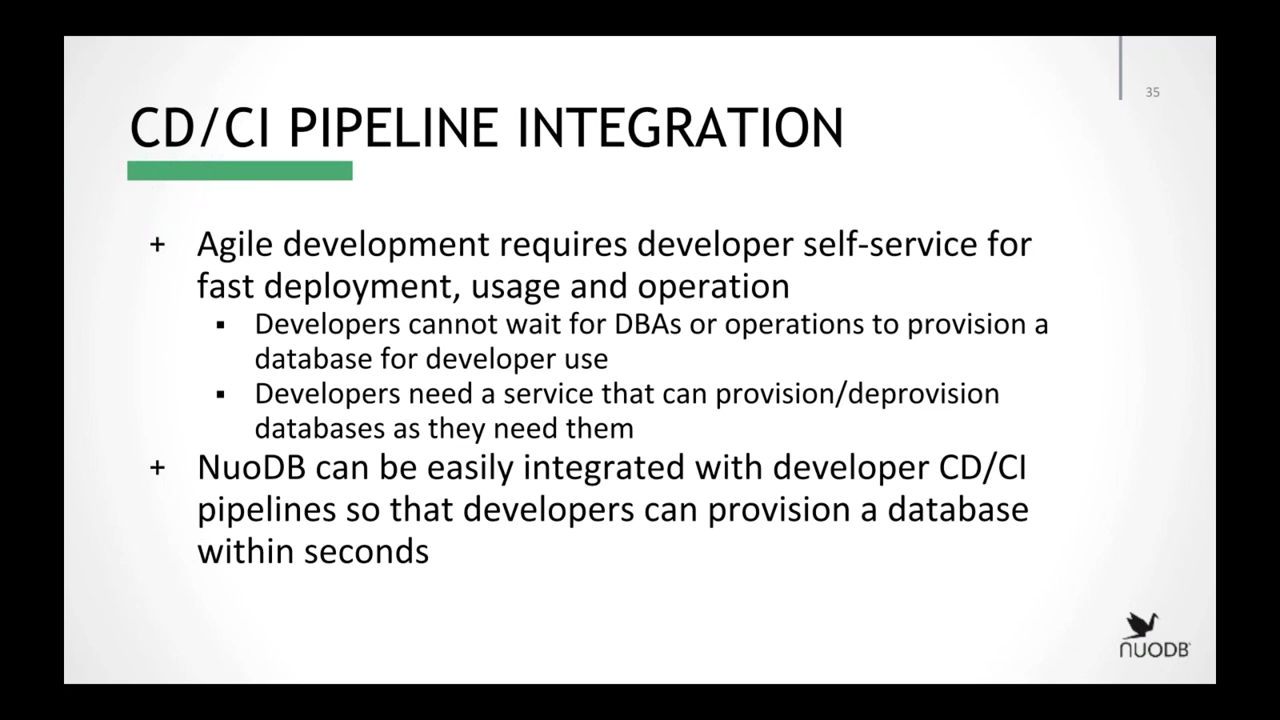 35
CD/CI PIPELINE INTEGRATION
+ Agile development requires developer self-service for
fast deployment, usage and operation
▪ Developers cannot wait for DBAs or operations to provision a
database for developer use
▪ Developers need a service that can provision/deprovision
databases as they need them
+ NuoDB can be easily integrated with developer CD/CI
pipelines so that developers can provision a database
within seconds
NUODB